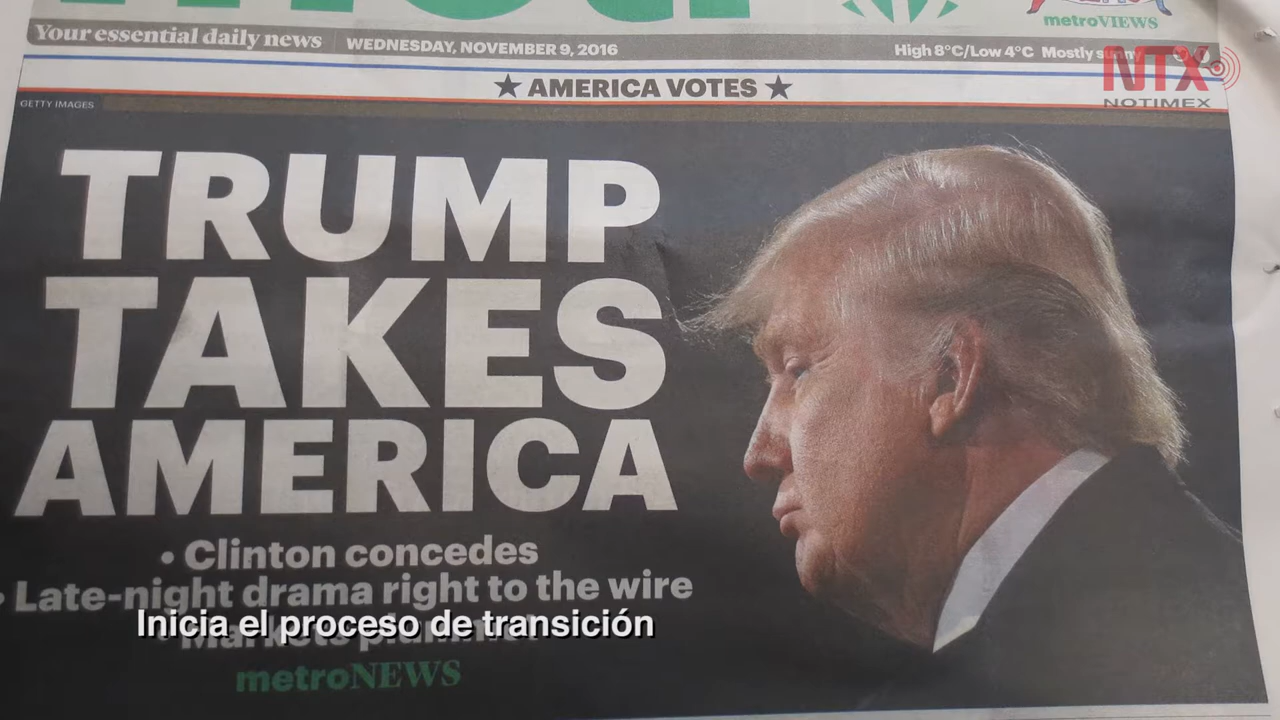 metroVIEWS
Your essential daily news
WEDNESDAY, NOVEMBER 9, 2016
High 8°C/Low 4°C Mostly
NTX
NOTIMEX
★ AMERICA VOTES ★
GETTY IMAGES
TRUMP
TAKES
AMERICA
• Clinton concedes
• Late-night drama right to the wire
Inicia el proceso de transición
• Markets
metroNEWS